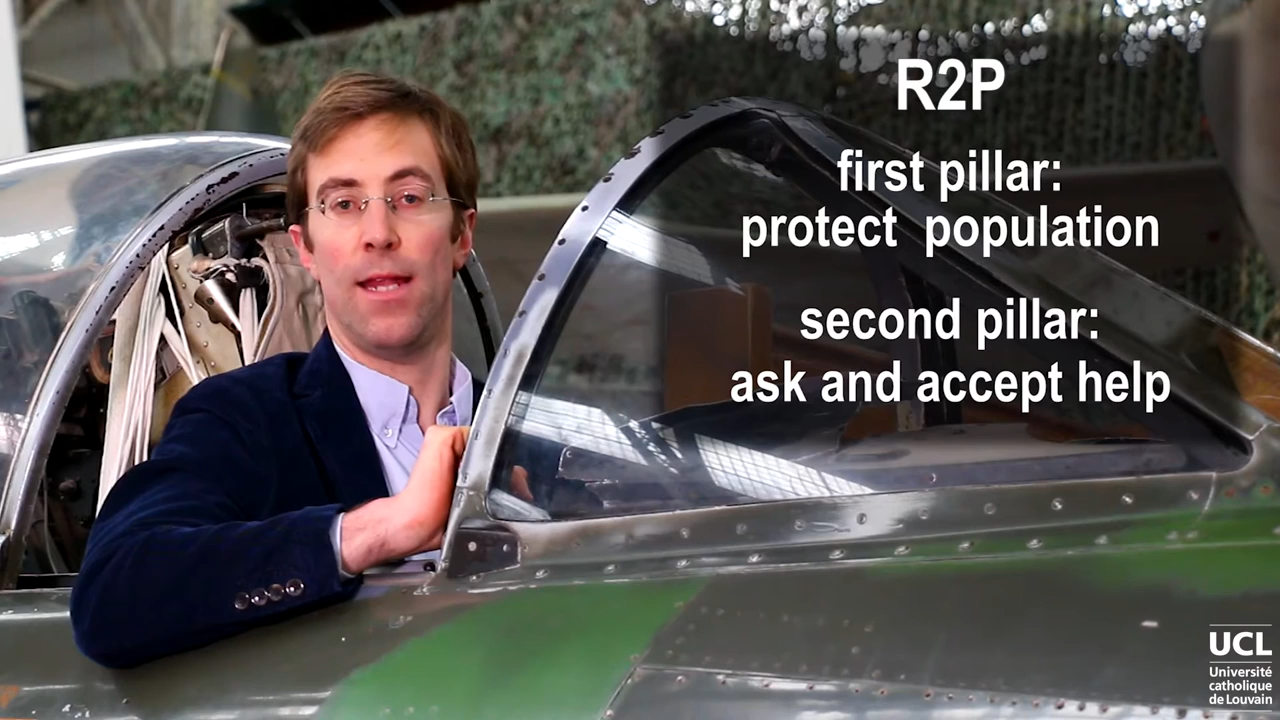 R2P
first pillar:
protect population
second pillar:
ask and accept help
UCL
Université
catholique
de Louvain